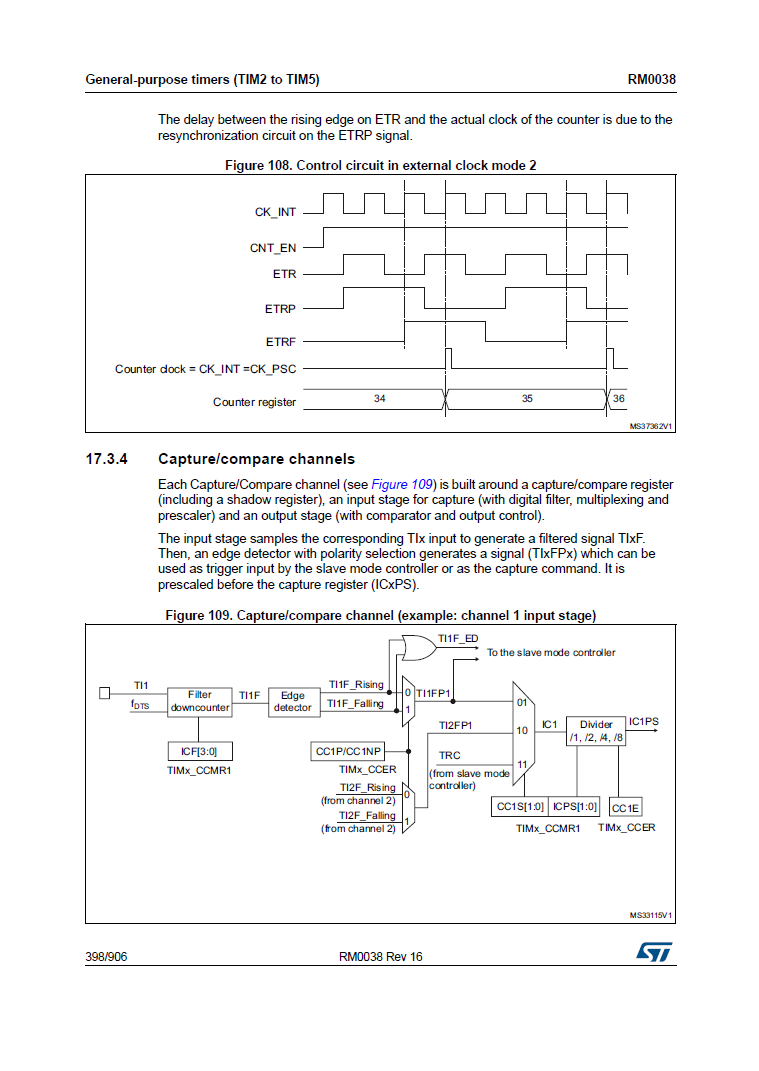 General-purpose timers (TIM2 to TIM5) RM0038
The delay between the rising edge on ETR and the actual clock of the counter is due to the
resynchronization circuit on the ETRP signal.
Figure 108. Control circuit in external clock mode 2
CK_INT
CNT_EN
ETR
ETRP
ETRF
Counter clock = CK_INT =CK_PSC
Counter register 34 35 36
MS37362V1
17.3.4 Capture/compare channels
Each Capture/Compare channel (see Figure 109) is built around a capture/compare register
(including a shadow register), an input stage for capture (with digital filter, multiplexing and
prescaler) and an output stage (with comparator and output control).
The input stage samples the corresponding TIx input to generate a filtered signal TIxF.
Then, an edge detector with polarity selection generates a signal (TIxFPx) which can be
used as trigger input by the slave mode controller or as the capture command. It is
prescaled before the capture register (ICxPS).
Figure 109. Capture/compare channel (example: channel 1 input stage)
TI1F_ED
To the slave mode controller
TI1 TI1F_Rising
Filter TI1F Edge 0 TI1FP1
fDTS downcounter detector TI1F_Falling 1 01
TI2FP1 10 IC1 Divider IC1PS
/1, /2, /4, /8
ICF[3:0] CC1P/CC1NP TRC
11
TIMx_CCMR1 TIMx_CCER (from slave mode
controller)
TI2F_Rising 0
(from channel 2)
CC1S[1:0] ICPS[1:0] CC1E
TI2F_Falling 1
(from channel 2) TIMx_CCMR1 TIMx_CCER
MS33115V1
398/906 RM0038 Rev 16 ST